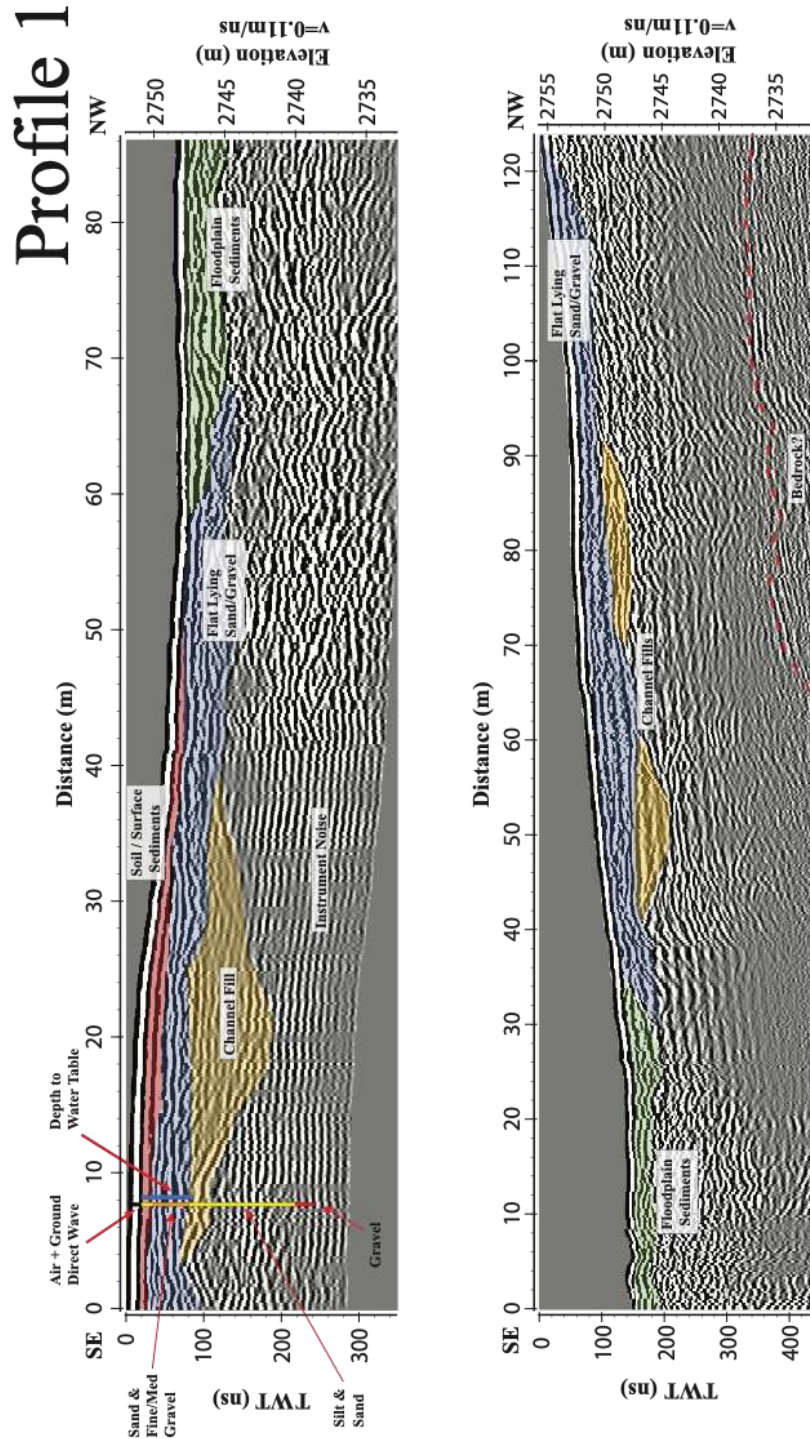 Profile 1
SE
Distance (m)
NW
0 10 20 30 40 50 60 70 80
TWT (ns)
0
100
200
300
Elevation (m)
v=0.11m/ns
2750
2743
2740
2735
Air + Ground
Direct Wave
Depth to
Water Table
Soil / Surface
Sediments
Sand &
Fine/Med
Gravel
Channel Fill
Flat Lying
Sand/Gravel
Floodplain
Sediments
Instrument Noise
Silt &
Sand
Gravel
SE
Distance (m)
NW
0 10 20 30 40 50 60 70 80 90 100 110 120
TWT (ns)
0
100
200
300
400
Elevation (m)
v=0.11m/ns
2755
2750
2745
2740
2735
Floodplain
Sediments
Channel Fills
Flat Lying
Sand/Gravel
Bedrock?